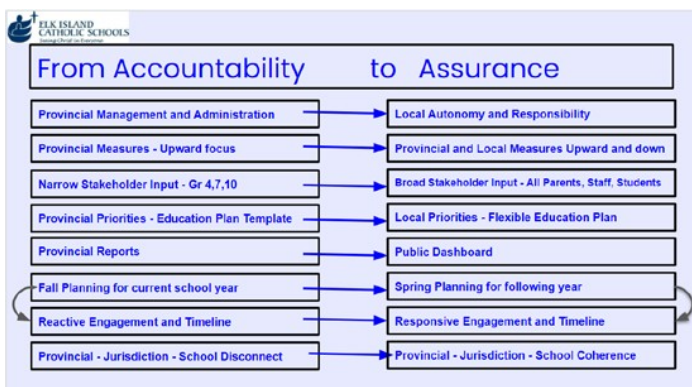 ELK ISLAND
CATHOLIC SCHOOLS
From Accountability to Assurance
Provincial Management and Administration
Local Autonomy and Responsibility
Provincial Measures - Upward focus
Provincial and Local Measures Upward and down
Narrow Stakeholder Input - Gr 4,7,10
Broad Stakeholder Input - All Parents, Staff, Students
Provincial Priorities - Education Plan Template
Local Priorities - Flexible Education Plan
Provincial Reports
Public Dashboard
Fall Planning for current school year
Spring Planning for following year
Reactive Engagement and Timeline
Responsive Engagement and Timeline
Provincial - Jurisdiction - School Disconnect
Provincial - Jurisdiction - School Coherence